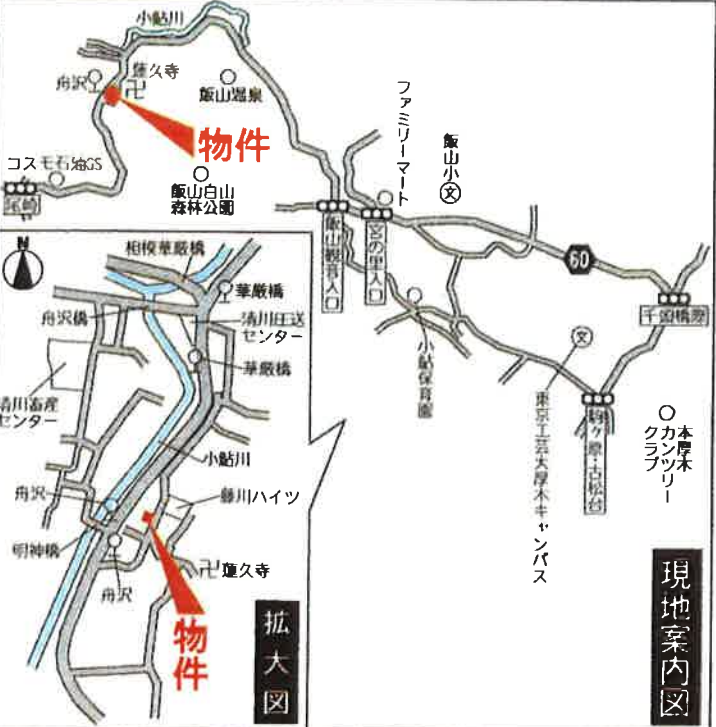 小鮎川
舟沢
蓮久寺
飯山温泉
物件
コスモ石油GS
尾崎
飯山白山
森林公園
ファミリーマート
飯山小
文
飯山観音入口
宮の里入口
60
千頭橋際
小鮎保育園
文
東京工芸大厚木キャンパス
駒ヶ原・古松台
本厚木
カンツリー
クラブ
現地案内図
N
相模華厳橋
華厳橋
舟沢橋
清川圧送
センター
華厳橋
清川畜産
センター
小鮎川
舟沢
藤川ハイツ
明神橋
舟沢
蓮久寺
物件
拡大図